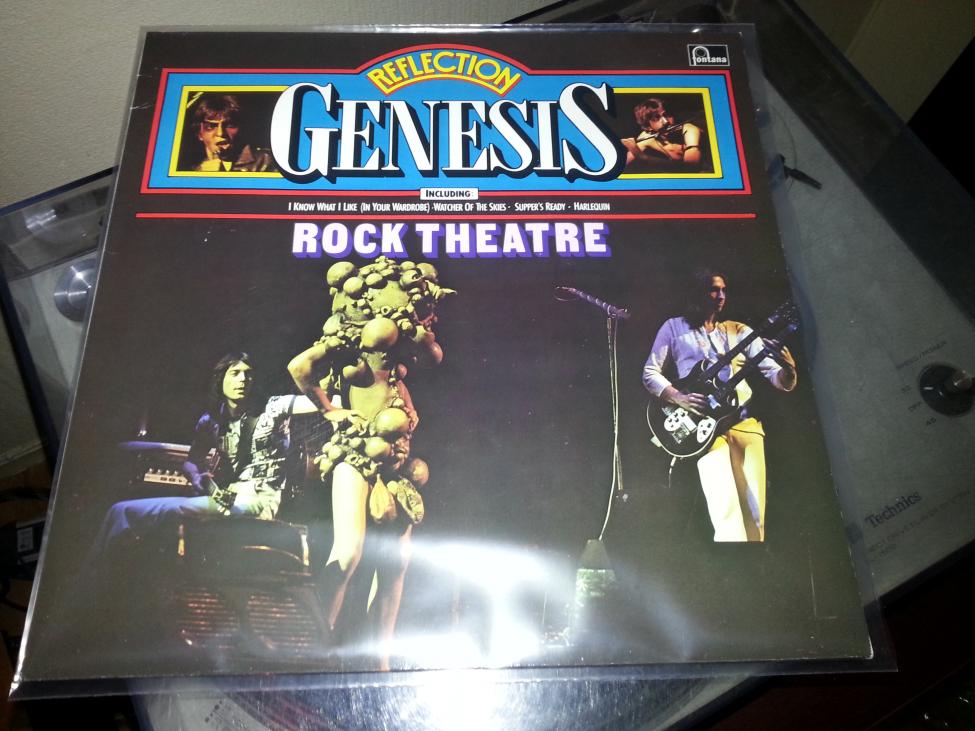 REFLECTION
fontana
GENESIS
INCLUDING:
I KNOW WHAT I LIKE (IN YOUR WARDROBE) · WATCHER OF THE SKIES · SUPPER'S READY · HARLEQUIN
ROCK THEATRE
Technics